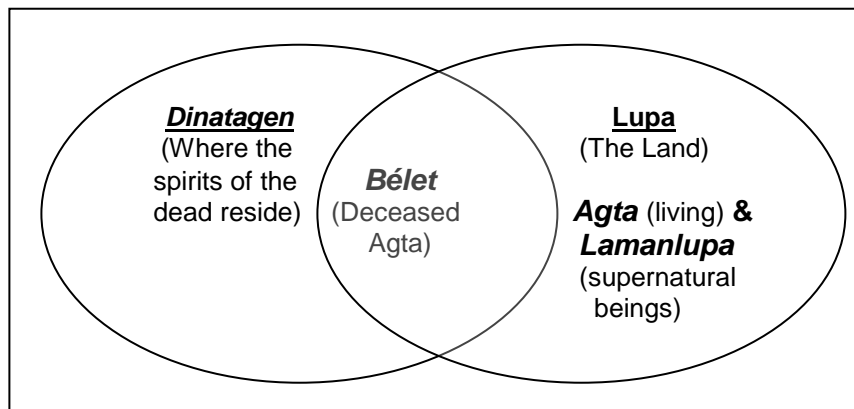 Dinatagen
(Where the
spirits of the
dead reside)
Bélet
(Deceased
Agta)
Lupa
(The Land)
Agta (living) &
Lamanlupa
(supernatural
beings)